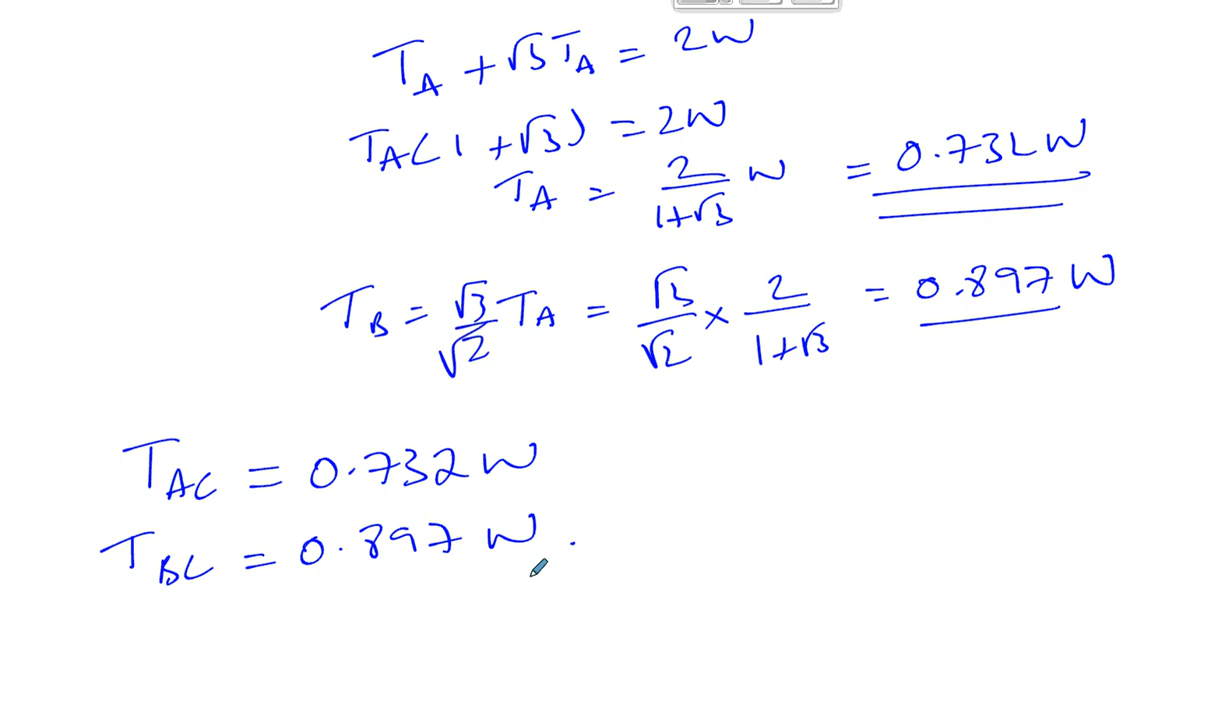 T_A + √3 T_A = 2W
T_A(1 + √3) = 2W
T_A = 2/(1+√3) W = 0.732W
T_B = √3/√2 T_A = √3/√2 × 2/(1+√3) = 0.897W
T_AC = 0.732W
T_BC = 0.897W.